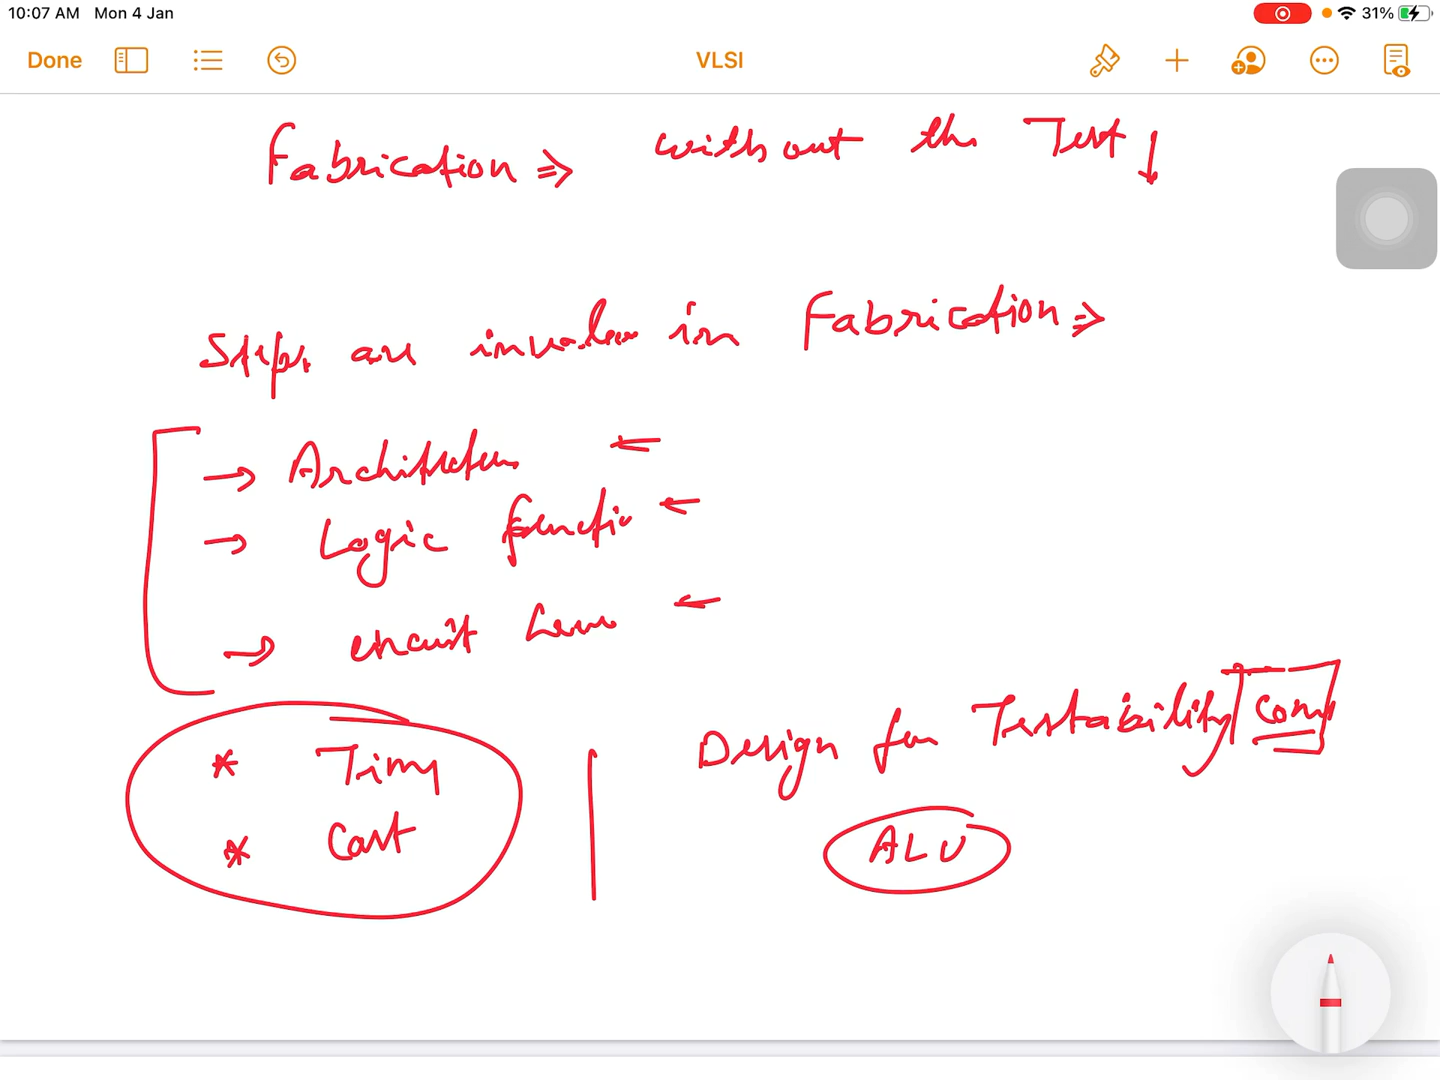 10:07 AM Mon 4 Jan 31%
Done VLSI
Fabrication ⇒ without the Test ↓
Steps are in Fabrication ⇒
→ Architecture ←
→ Logic function ←
→ circuit ←
Design for Testability
* Timing
* Cost
ALU